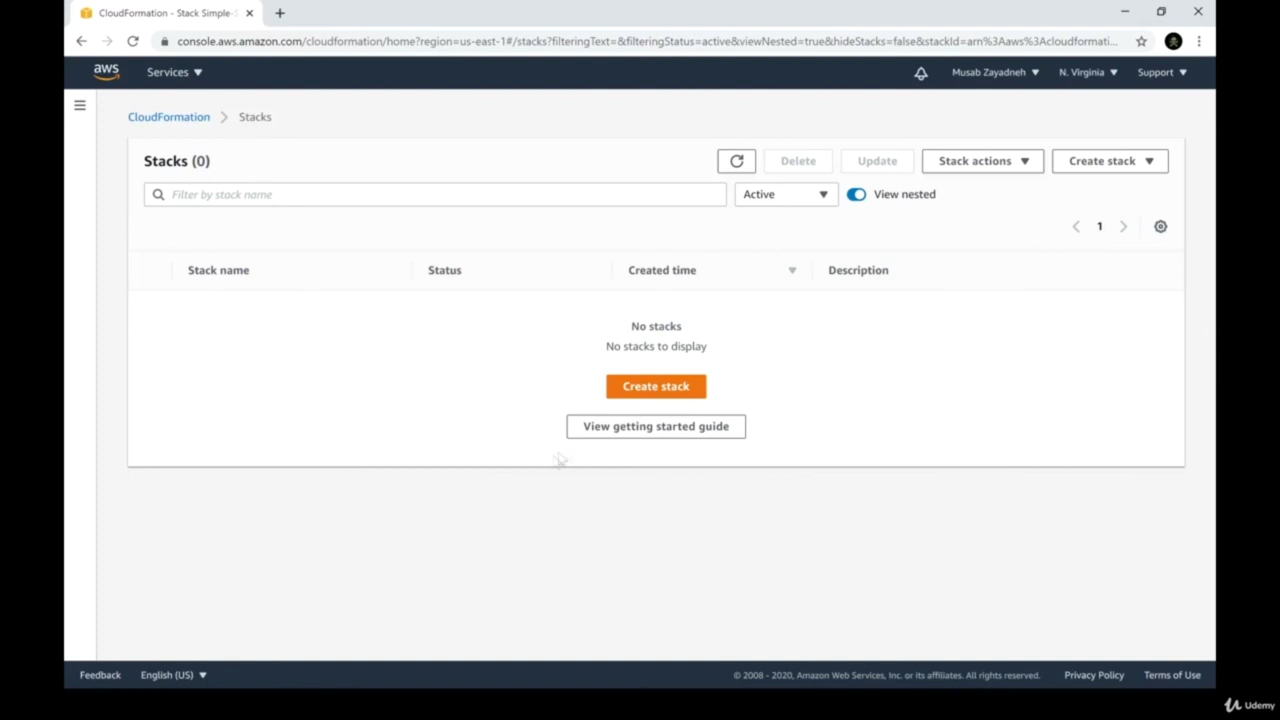 CloudFormation - Stack Simple-
console.aws.amazon.com/cloudformation/home?region=us-east-1#/stacks?filteringText=&filteringStatus=active&viewNested=true&hideStacks=false&stackId=arn%3Aaws%3Acloudformati...
aws Services Musab Zayadneh N. Virginia Support
CloudFormation Stacks
Stacks (0) Delete Update Stack actions Create stack
Filter by stack name Active View nested
1
Stack name Status Created time Description
No stacks
No stacks to display
Create stack
View getting started guide
Feedback English (US) © 2008 - 2020, Amazon Web Services, Inc. or its affiliates. All rights reserved. Privacy Policy Terms of Use
Udemy